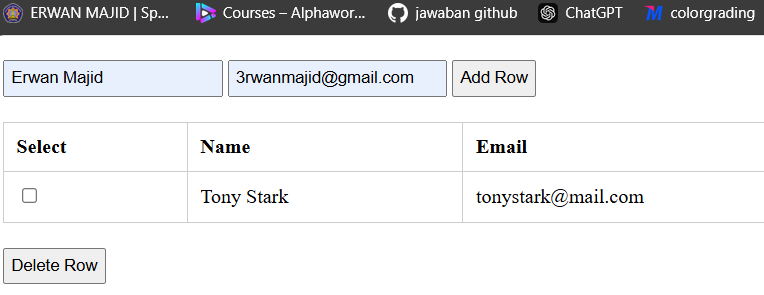 ERWAN MAJID | Sp... Courses – Alphawor... jawaban github ChatGPT colorgrading
Erwan Majid 3rwanmajid@gmail.com Add Row
Select Name Email
Tony Stark tonystark@mail.com
Delete Row